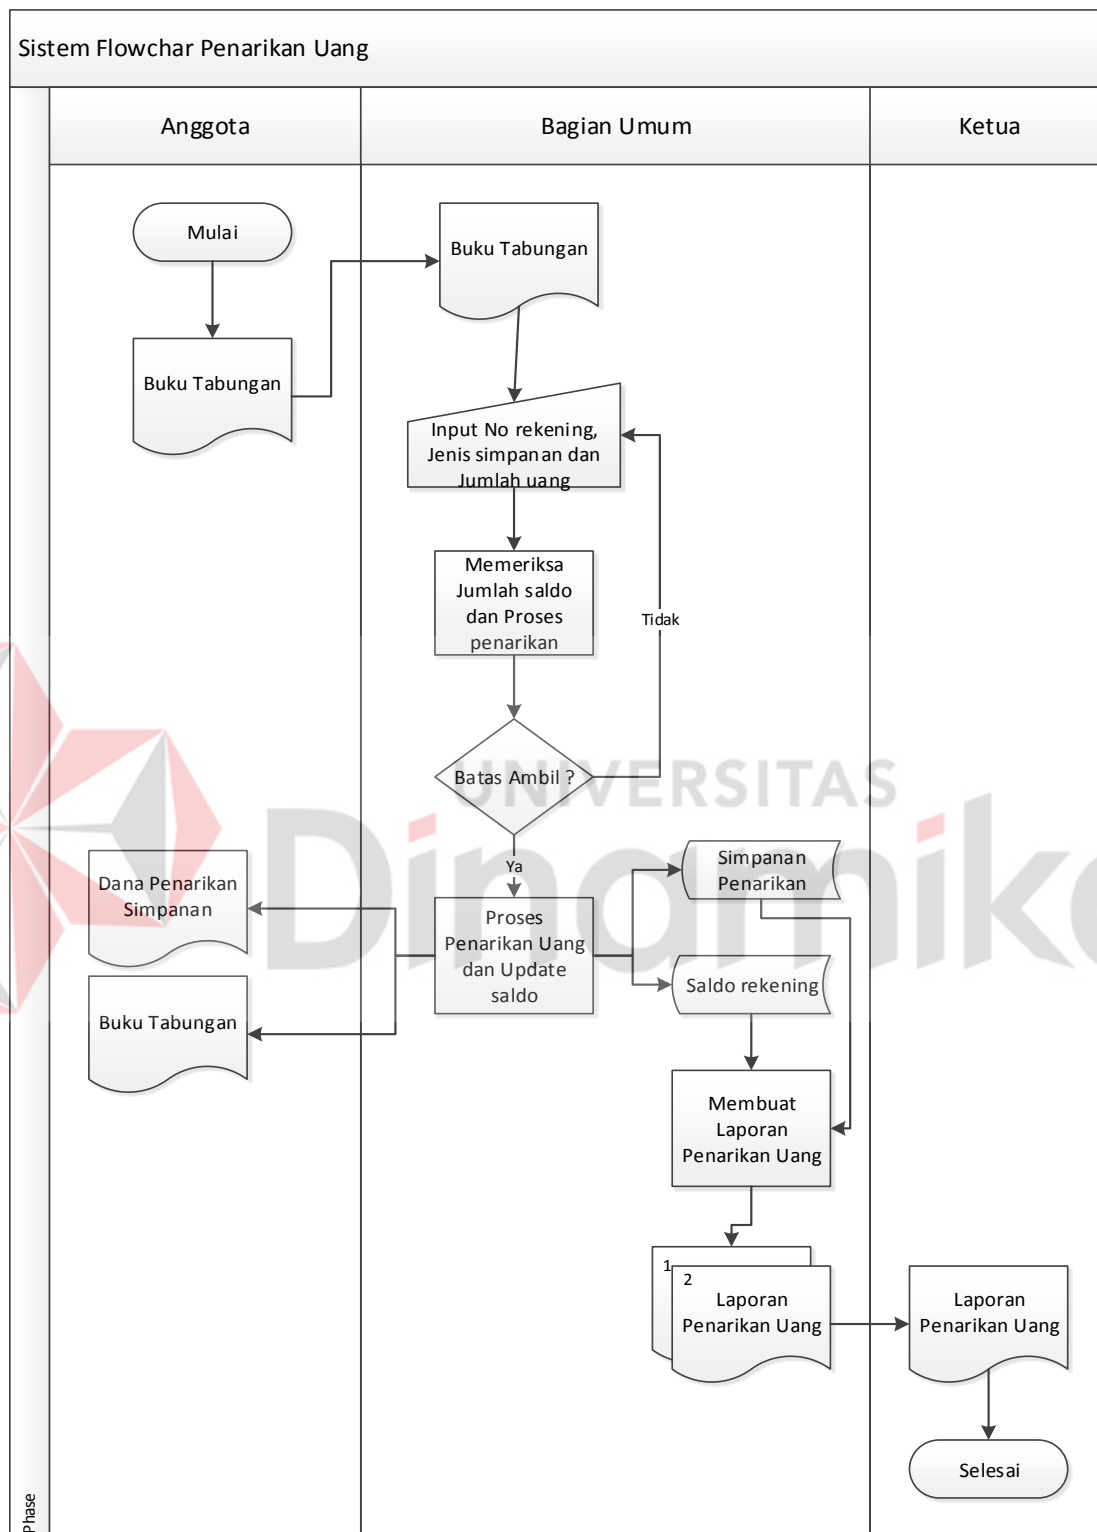 Sistem Flowchar Penarikan Uang
Anggota
Bagian Umum
Ketua
Mulai
Buku Tabungan
Buku Tabungan
Input No rekening,
Jenis simpanan dan
Jumlah uang
Memeriksa
Jumlah saldo
dan Proses
penarikan
Tidak
Batas Ambil ?
Ya
UNIVERSITAS
Dinamika
Dana Penarikan
Simpanan
Buku Tabungan
Proses
Penarikan Uang
dan Update
saldo
Simpanan
Penarikan
Saldo rekening
Membuat
Laporan
Penarikan Uang
1
2
Laporan
Penarikan Uang
Laporan
Penarikan Uang
Selesai
Phase